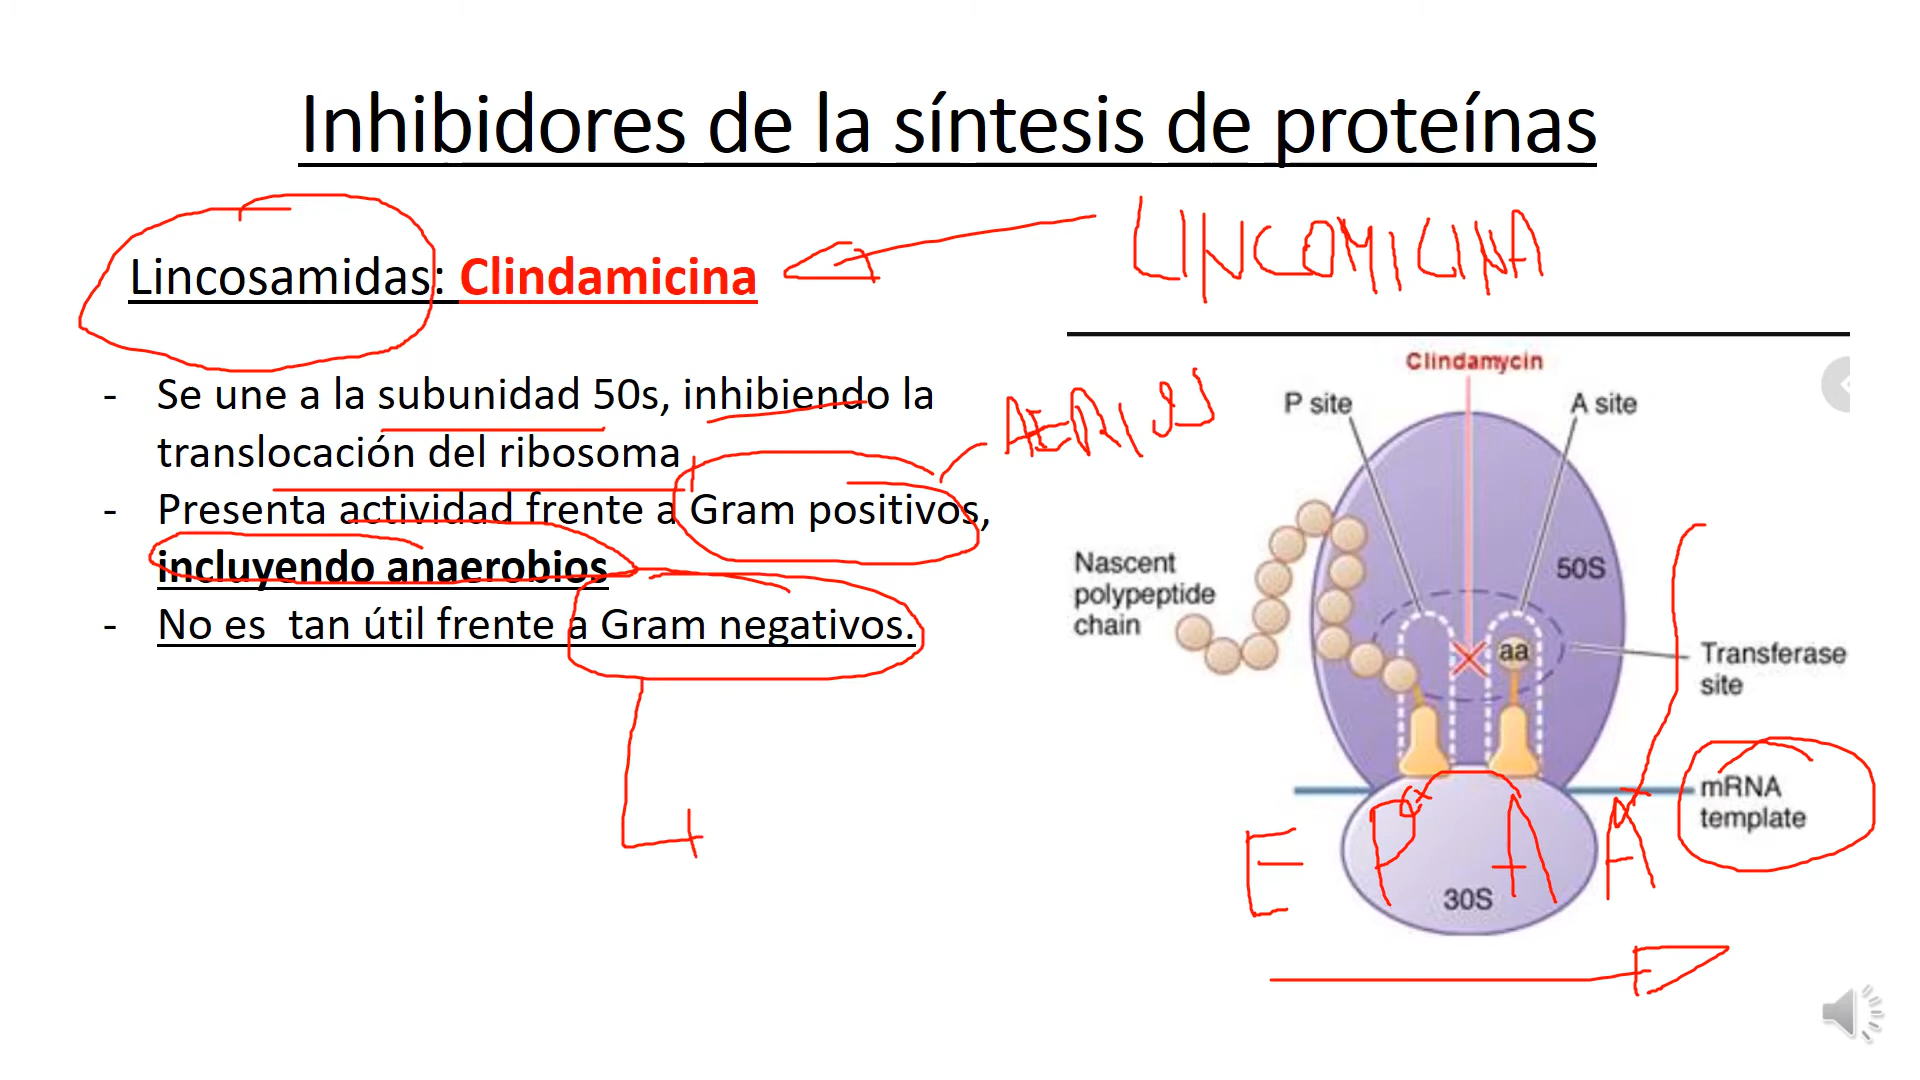 Inhibidores de la síntesis de proteínas
Lincosamidas: Clindamicina
LINCOMICINA
- Se une a la subunidad 50s, inhibiendo la
translocación del ribosoma
- Presenta actividad frente a Gram positivos,
incluyendo anaerobios
- No es tan útil frente a Gram negativos.
Clindamycin
P site
A site
50S
Nascent
polypeptide
chain
aa
Transferase
site
mRNA
template
E P A A
30S